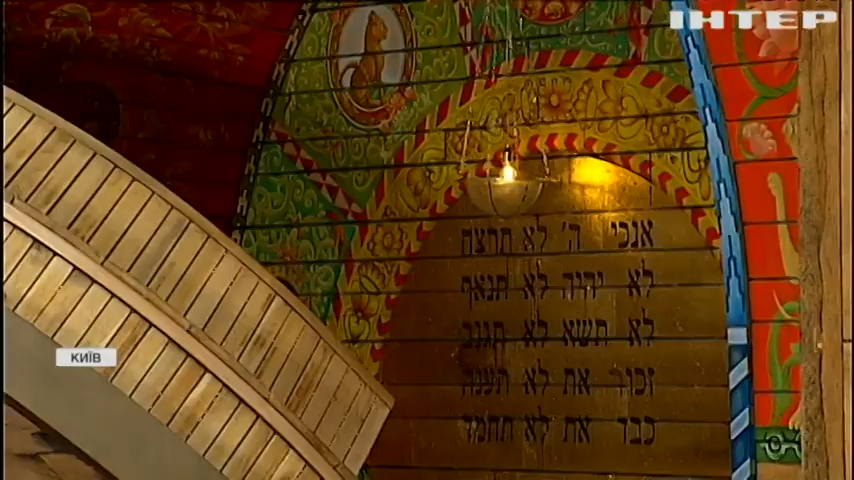 ІНТЕР
אנכי ה' לא תרצח
לא יהיה לא תנאף
לא תשא לא תגנב
זכור את לא תענה
כבד את לא תחמד
КИЇВ